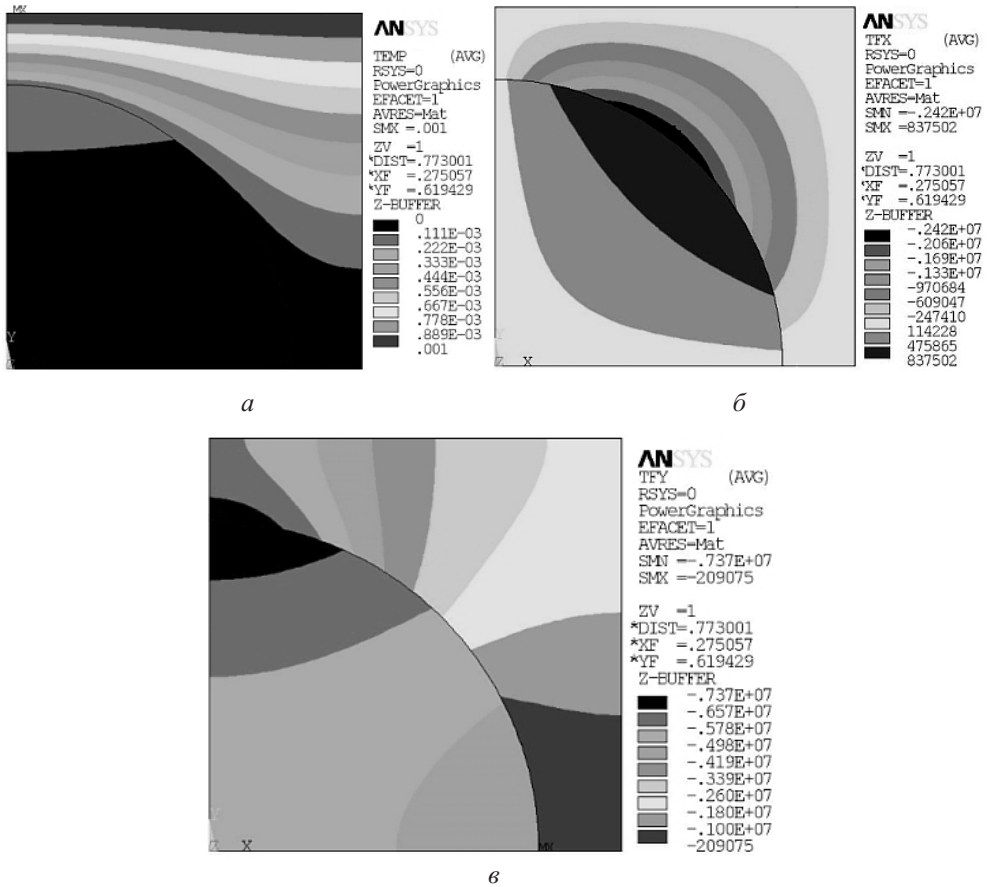 MX
ANSYS
TEMP (AVG)
RSYS=0
PowerGraphics
EFACET=1
AVRES=Mat
SMX =.001
ZV =1
*DIST=.773001
*XF =.275057
*YF =.619429
Z-BUFFER
0
.111E-03
.222E-03
.333E-03
.444E-03
.556E-03
.667E-03
.778E-03
.889E-03
.001
Y
Z
а
ANSYS
TFX (AVG)
RSYS=0
PowerGraphics
EFACET=1
AVRES=Mat
SMN =-.242E+07
SMX =837502
ZV =1
*DIST=.773001
*XF =.275057
*YF =.619429
Z-BUFFER
-.242E+07
-.206E+07
-.169E+07
-.133E+07
-970684
-609047
-247410
114228
475865
837502
Y
Z X
б
ANSYS
TFY (AVG)
RSYS=0
PowerGraphics
EFACET=1
AVRES=Mat
SMN =-.737E+07
SMX =-209075
ZV =1
*DIST=.773001
*XF =.275057
*YF =.619429
Z-BUFFER
-.737E+07
-.657E+07
-.578E+07
-.498E+07
-.419E+07
-.339E+07
-.260E+07
-.180E+07
-.100E+07
-209075
Y
Z X
MX
в